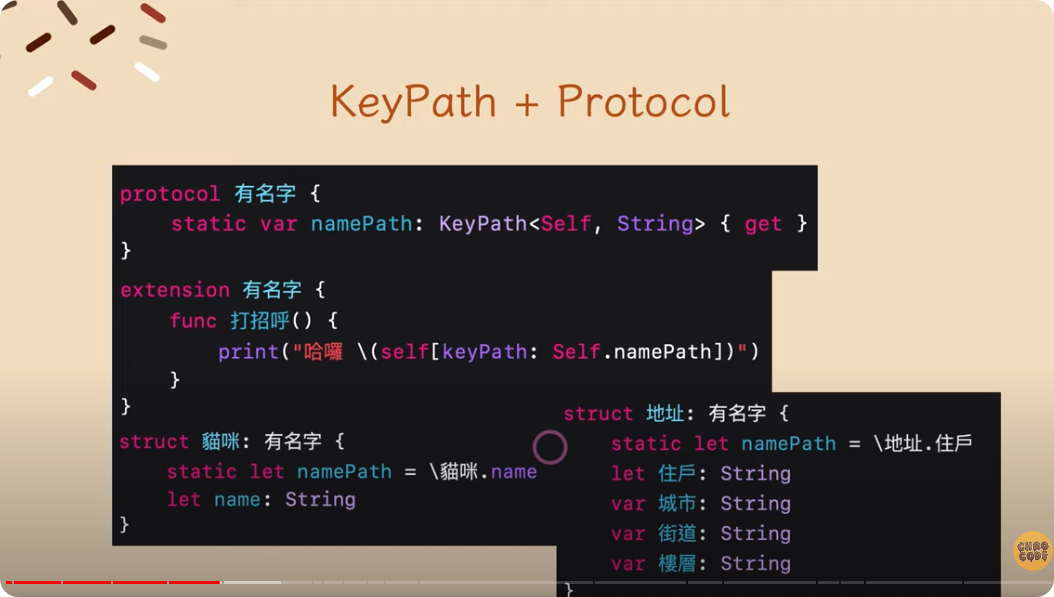 KeyPath + Protocol
protocol 有名字 {
static var namePath: KeyPath<Self, String> { get }
}
extension 有名字 {
func 打招呼() {
print("哈囉 \(self[keyPath: Self.namePath])")
}
}
struct 貓咪: 有名字 {
static let namePath = \貓咪.name
let name: String
}
struct 地址: 有名字 {
static let namePath = \地址.住戶
let 住戶: String
var 城市: String
var 街道: String
var 樓層: String
}
CHAO
CODE